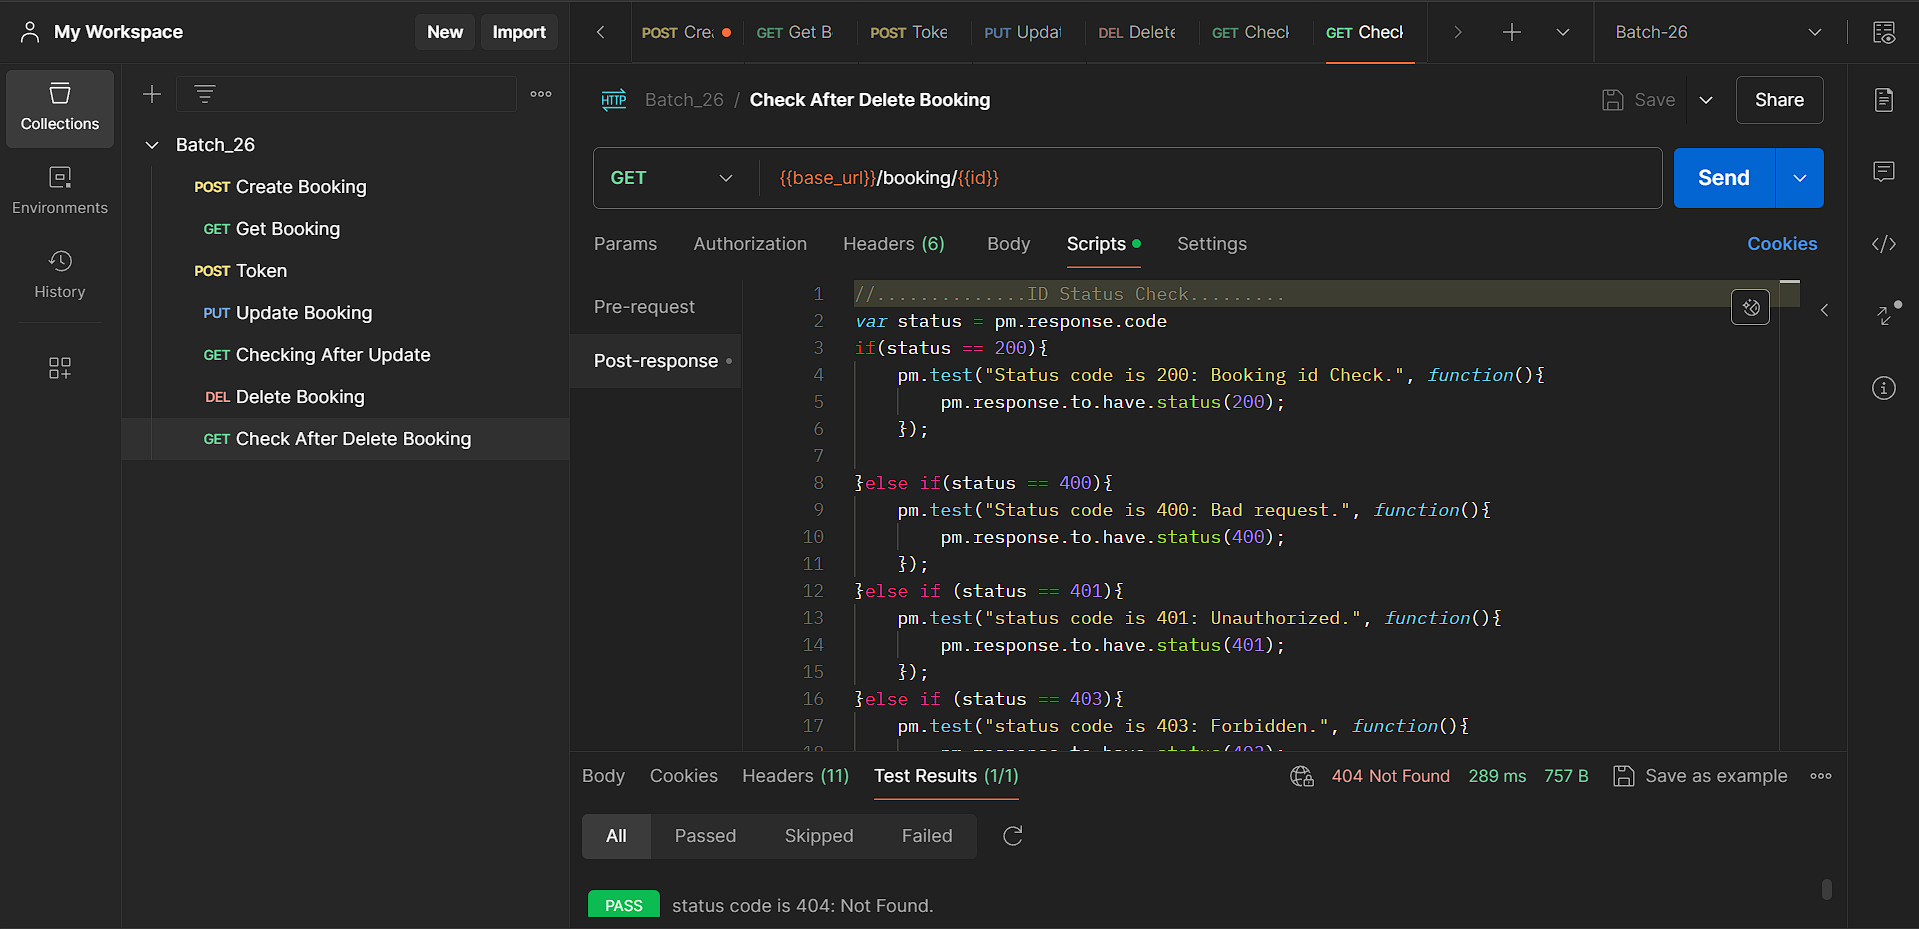 My Workspace
New
Import
POST Cre
GET Get B
POST Toke
PUT Updat
DEL Delete
GET Check
GET Check
Batch-26
Collections
Environments
History
Batch_26
POST Create Booking
GET Get Booking
POST Token
PUT Update Booking
GET Checking After Update
DEL Delete Booking
GET Check After Delete Booking
HTTP
Batch_26 / Check After Delete Booking
Save
Share
GET
{{base_url}}/booking/{{id}}
Send
Params
Authorization
Headers (6)
Body
Scripts
Settings
Cookies
Pre-request
Post-response
1 //..............ID Status Check.........
2 var status = pm.response.code
3 if(status == 200){
4 pm.test("Status code is 200: Booking id Check.", function(){
5 pm.response.to.have.status(200);
6 });
7
8 }else if(status == 400){
9 pm.test("Status code is 400: Bad request.", function(){
10 pm.response.to.have.status(400);
11 });
12 }else if (status == 401){
13 pm.test("status code is 401: Unauthorized.", function(){
14 pm.response.to.have.status(401);
15 });
16 }else if (status == 403){
17 pm.test("status code is 403: Forbidden.", function(){
18 pm.response.to.have.status(403);
Body
Cookies
Headers (11)
Test Results (1/1)
404 Not Found
289 ms
757 B
Save as example
All
Passed
Skipped
Failed
PASS
status code is 404: Not Found.